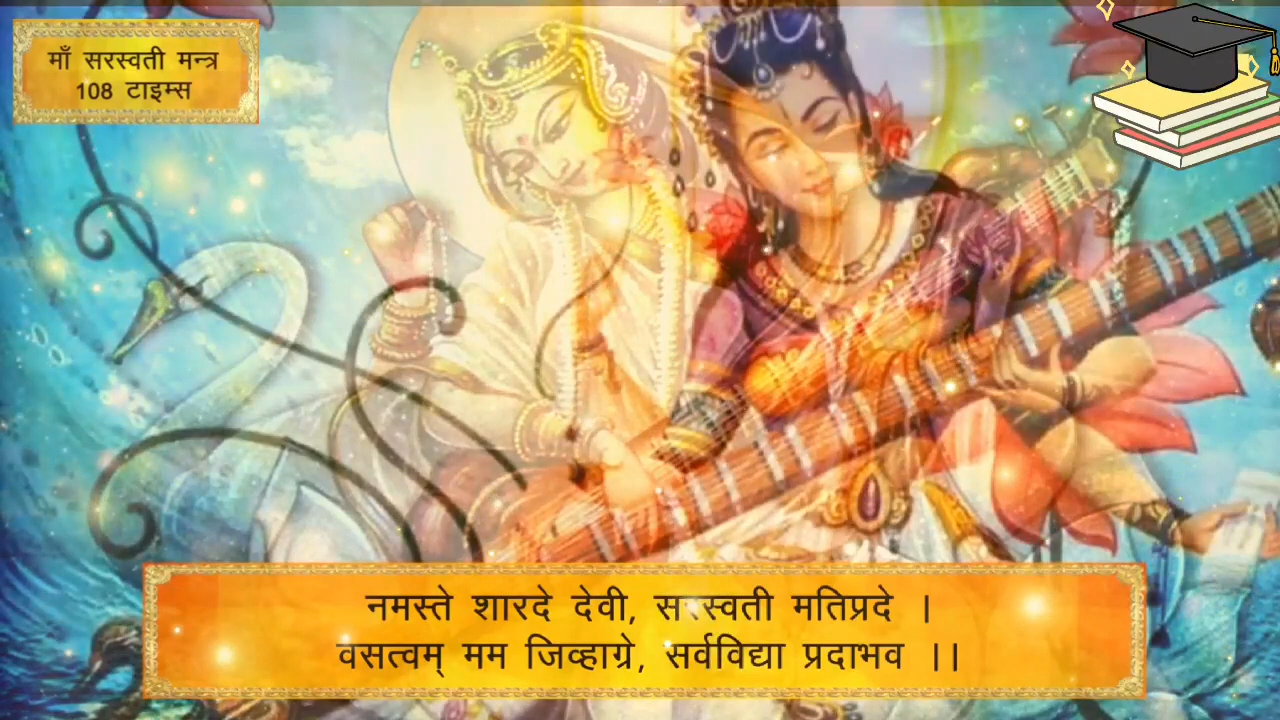 माँ सरस्वती मन्त्र
108 टाइम्स
नमस्ते शारदे देवी, सरस्वती मतिप्रदे ।
वसत्वम् मम जिव्हाग्रे, सर्वविद्या प्रदाभव ।।